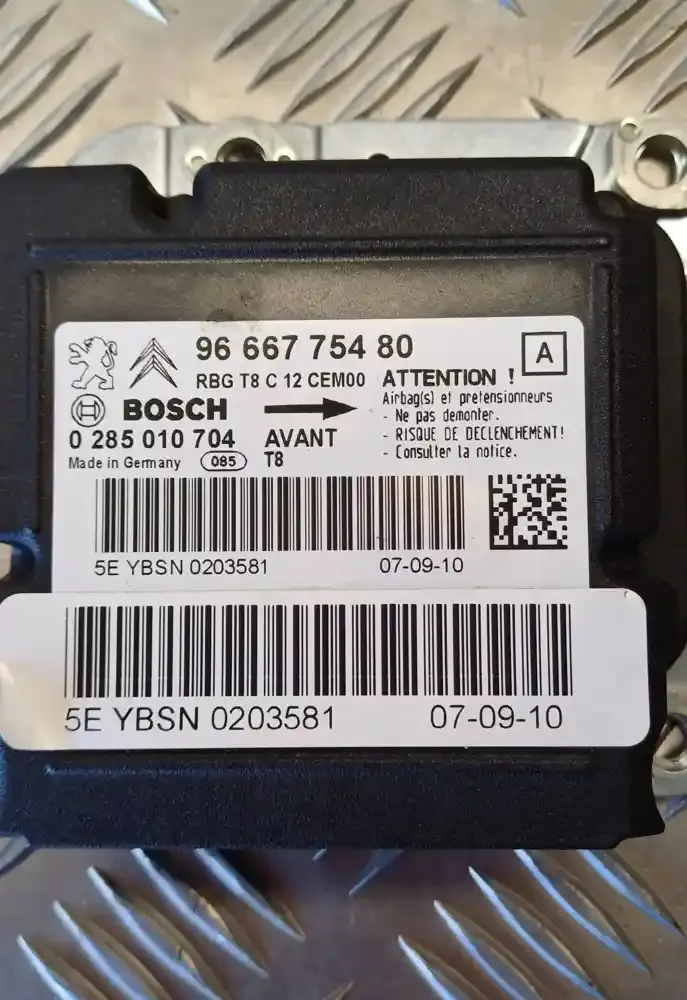 96 667 754 80
A
RBG T8 C 12 CEM00
ATTENTION !
Airbag(s) et pretensionneurs
- Ne pas demonter.
- RISQUE DE DECLENCHEMENT!
- Consulter la notice.
BOSCH
0 285 010 704
AVANT
Made in Germany
085
T8
5E YBSN 0203581
07-09-10
5E YBSN 0203581
07-09-10